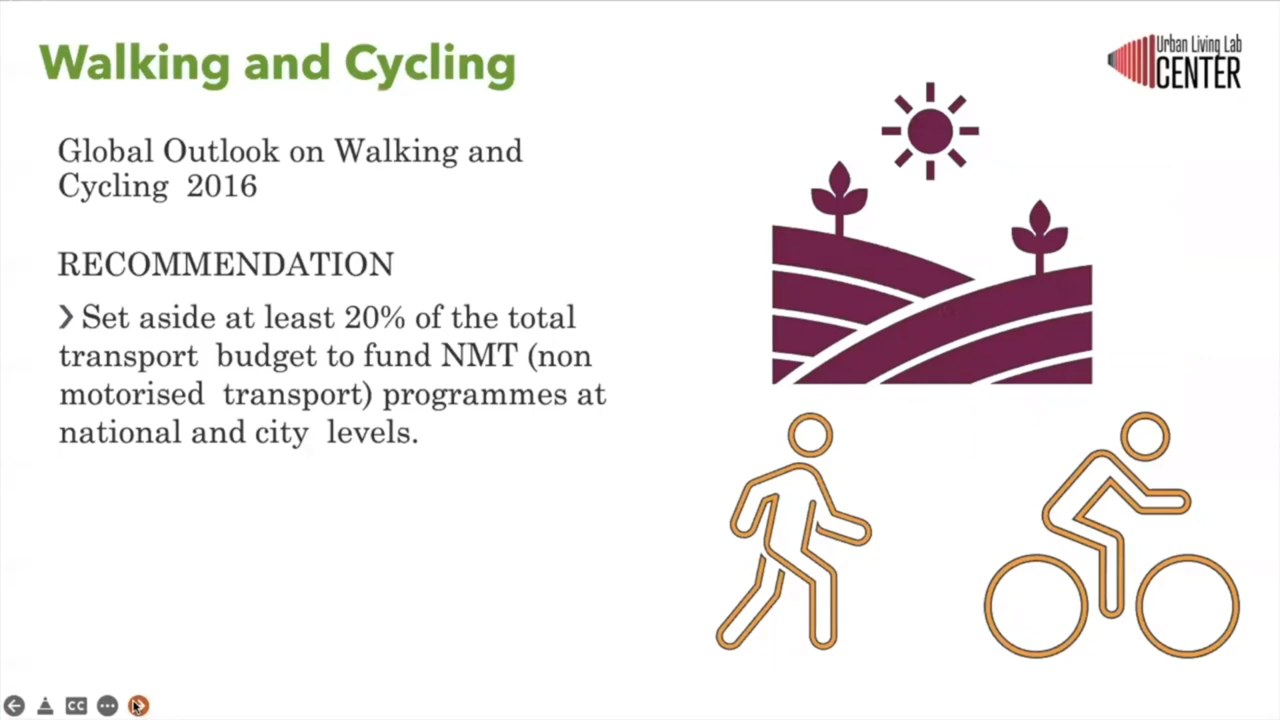 Walking and Cycling
Urban Living Lab
CENTER
Global Outlook on Walking and
Cycling 2016
RECOMMENDATION
❯ Set aside at least 20% of the total
transport budget to fund NMT (non
motorised transport) programmes at
national and city levels.
CC